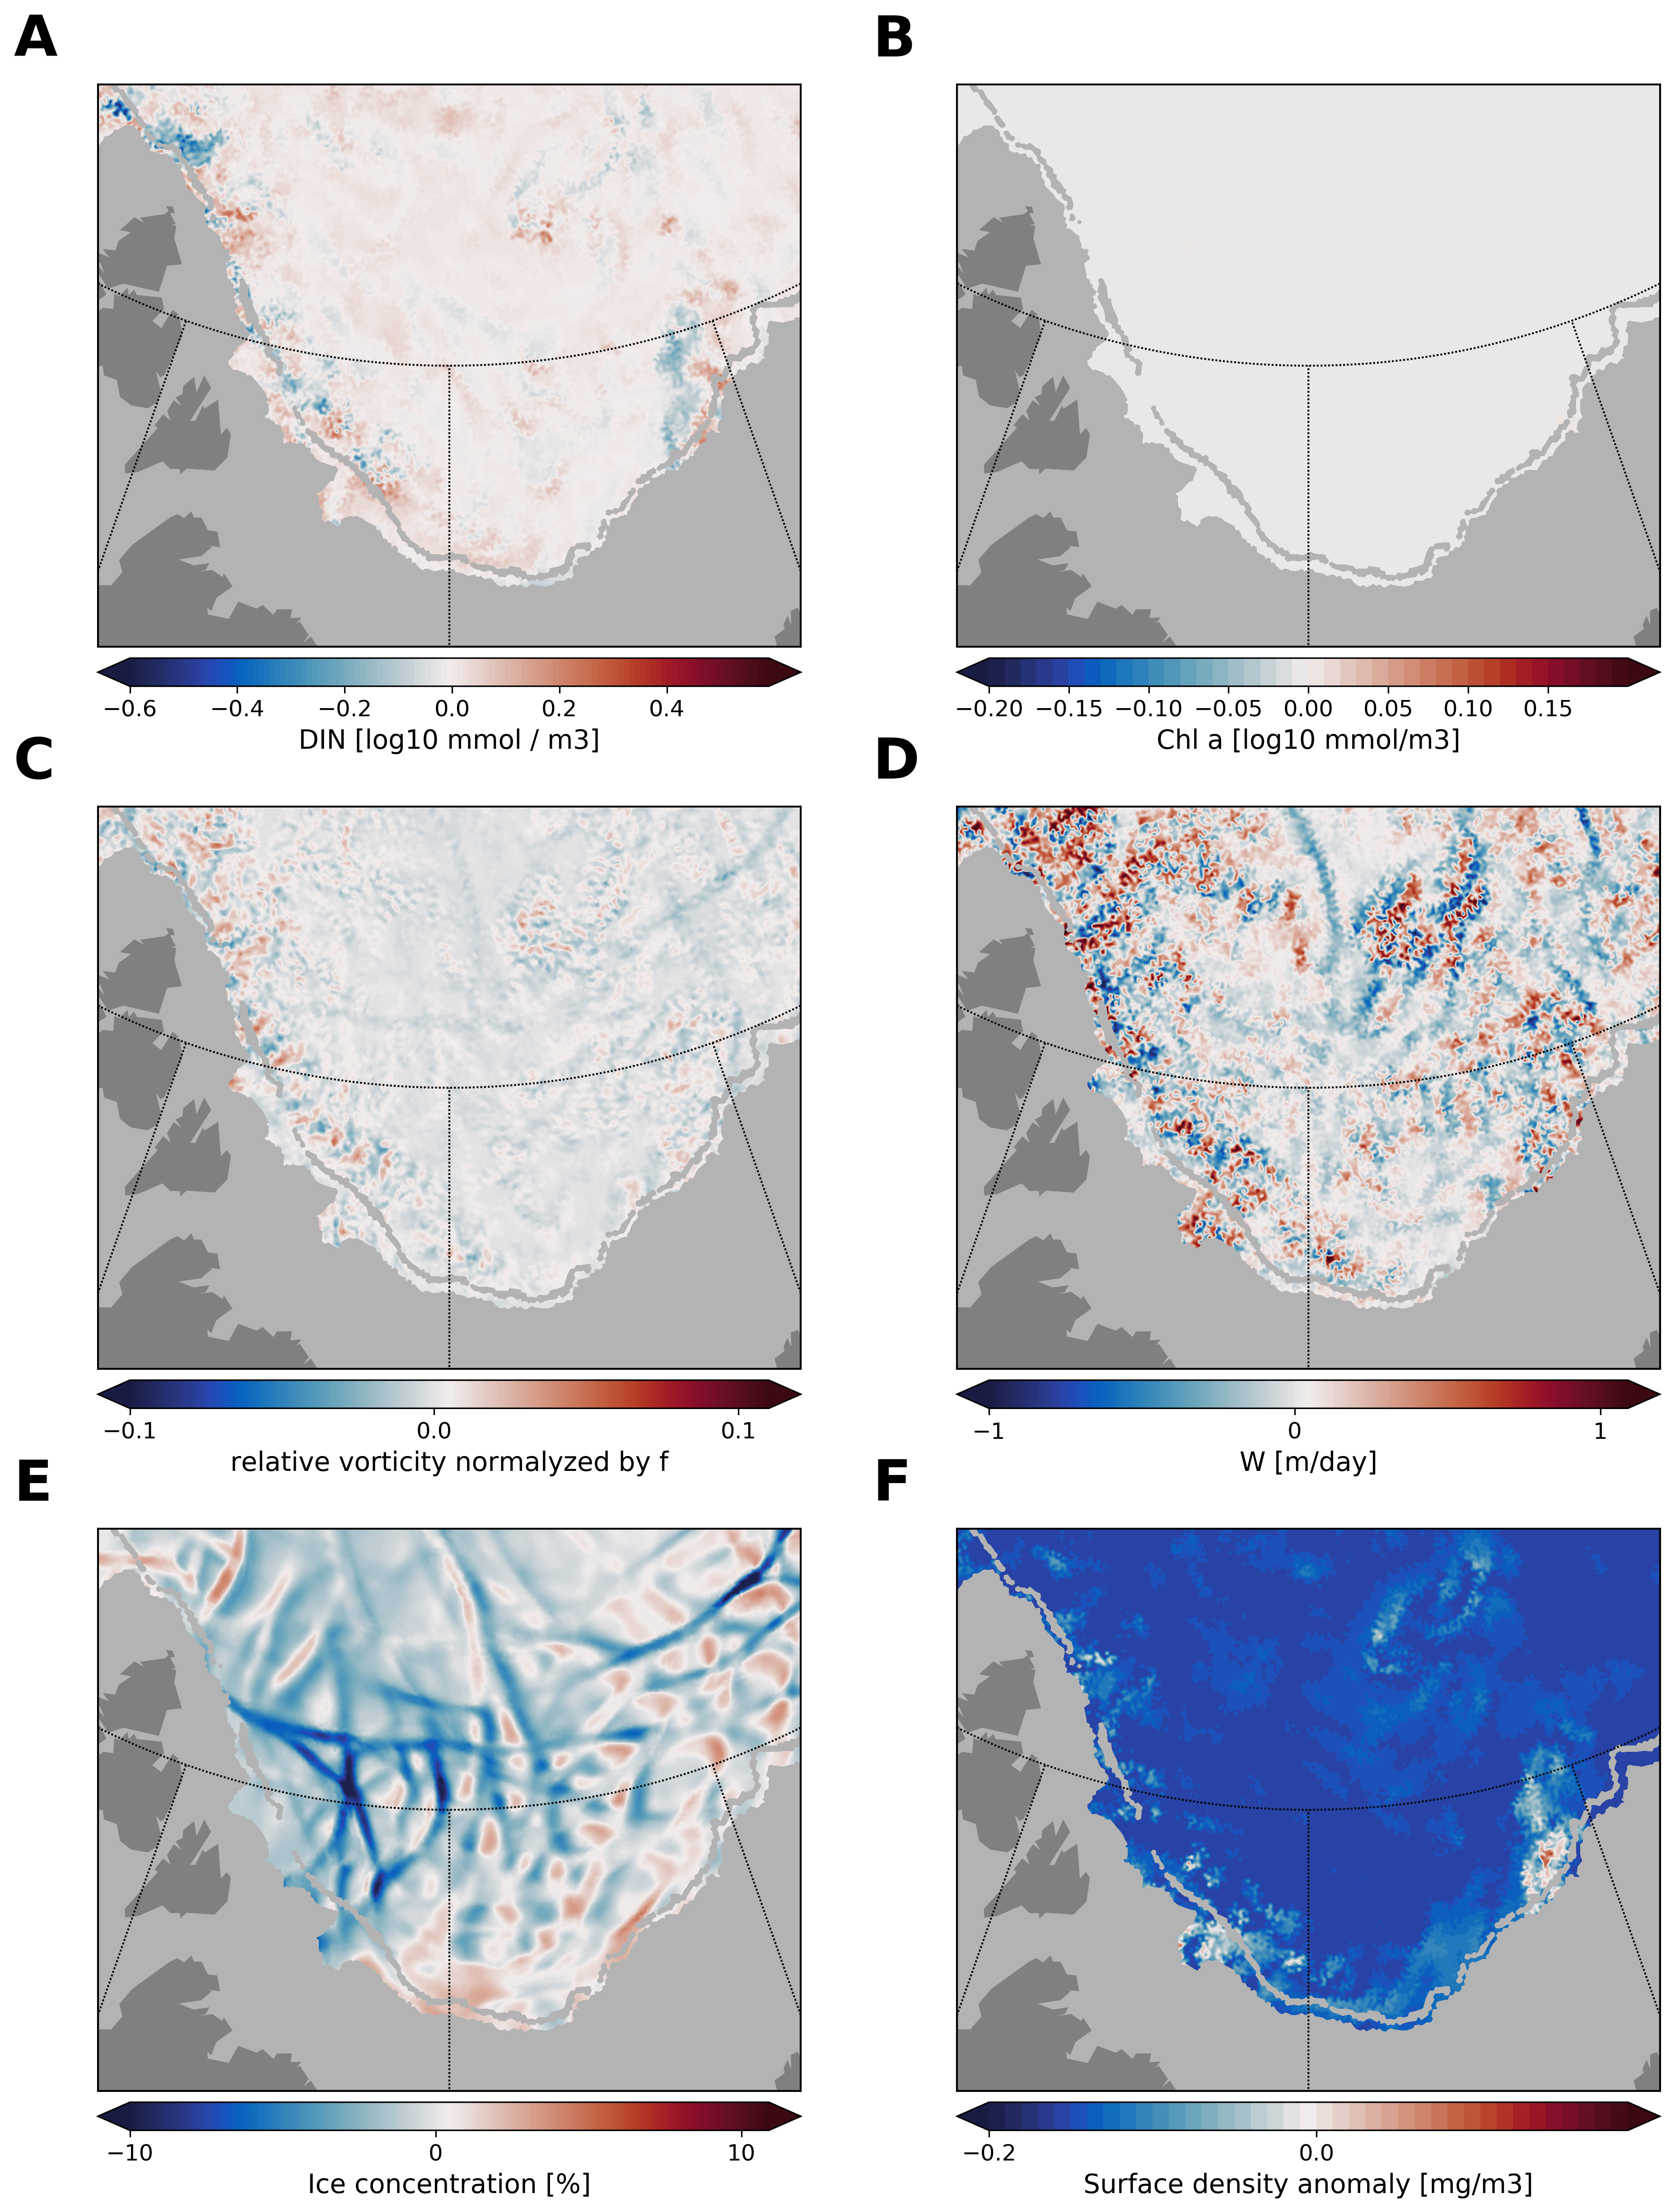 A
B
−0.6 −0.4 −0.2 0.0 0.2 0.4
DIN [log10 mmol / m3]
−0.20 −0.15 −0.10 −0.05 0.00 0.05 0.10 0.15
Chl a [log10 mmol/m3]
C
D
−0.1 0.0 0.1
relative vorticity normalyzed by f
−1 0 1
W [m/day]
E
F
−10 0 10
Ice concentration [%]
−0.2 0.0
Surface density anomaly [mg/m3]